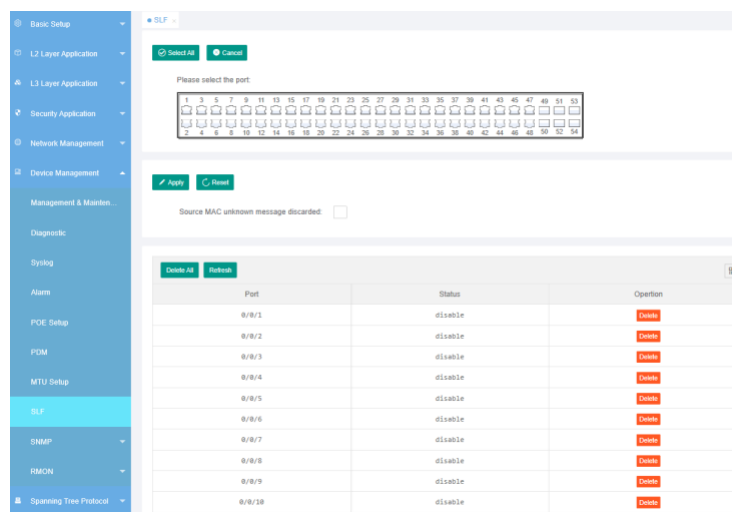 Basic Setup
L2 Layer Application
L3 Layer Application
Security Application
Network Management
Device Management
Management & Mainten...
Diagnostic
Syslog
Alarm
POE Setup
PDM
MTU Setup
SLF
SNMP
RMON
Spanning Tree Protocol
SLF
Select All Cancel
Please select the port:
1 3 5 7 9 11 13 15 17 19 21 23 25 27 29 31 33 35 37 39 41 43 45 47 49 51 53
2 4 6 8 10 12 14 16 18 20 22 24 26 28 30 32 34 36 38 40 42 44 46 48 50 52 54
Apply Reset
Source MAC unknown message discarded:
Delete All Refresh
Port Status Opertion
0/0/1 disable Delete
0/0/2 disable Delete
0/0/3 disable Delete
0/0/4 disable Delete
0/0/5 disable Delete
0/0/6 disable Delete
0/0/7 disable Delete
0/0/8 disable Delete
0/0/9 disable Delete
0/0/10 disable Delete